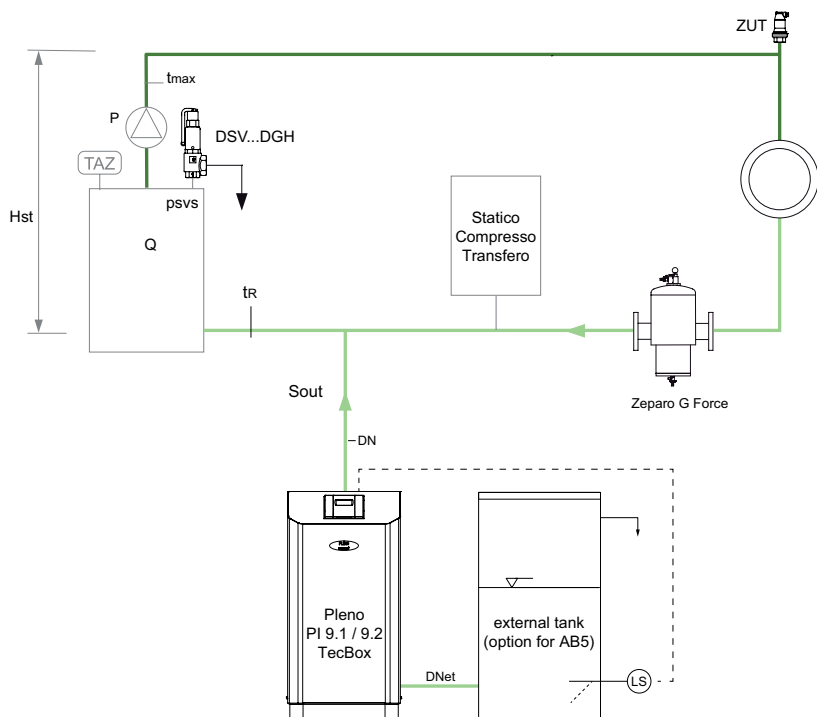 ZUT
tmax
P
DSV...DGH
TAZ
psvs
Hst
Q
Statico
Compresso
Transfero
tR
Sout
Zeparo G Force
DN
Pleno
PI 9.1 / 9.2
TecBox
external tank
(option for AB5)
DNet
LS